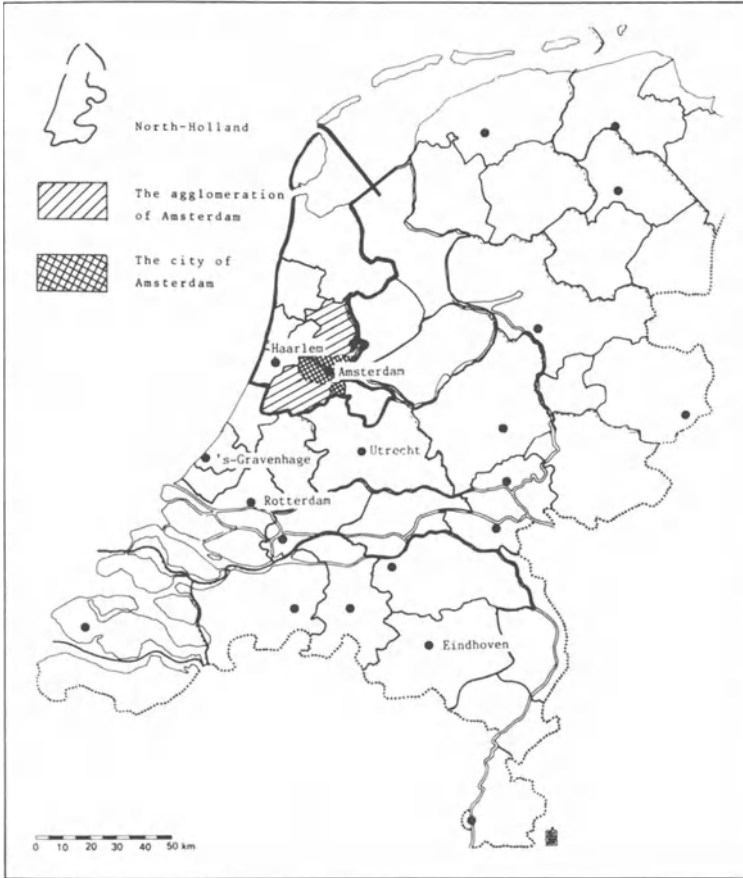 North-Holland
The agglomeration
of Amsterdam
The city of
Amsterdam
Haarlem
Amsterdam
's-Gravenhage
Utrecht
Rotterdam
Eindhoven
0 10 20 30 40 50 km